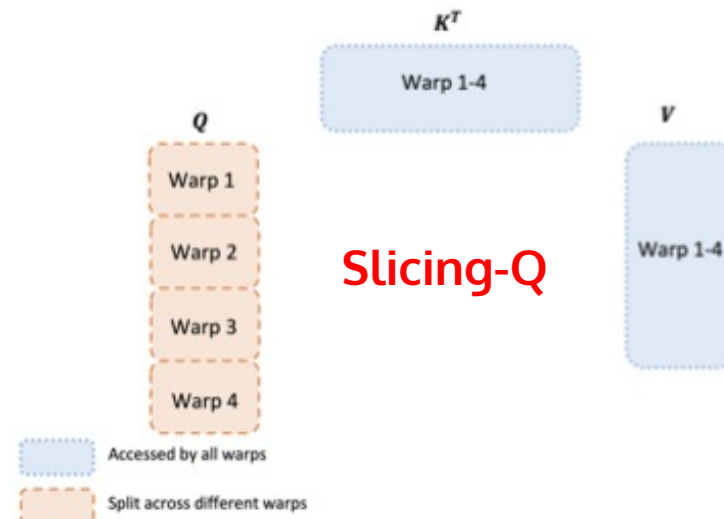 K^T
Warp 1-4
Q
V
Warp 1
Warp 2
Slicing-Q
Warp 1-4
Warp 3
Warp 4
Accessed by all warps
Split across different warps